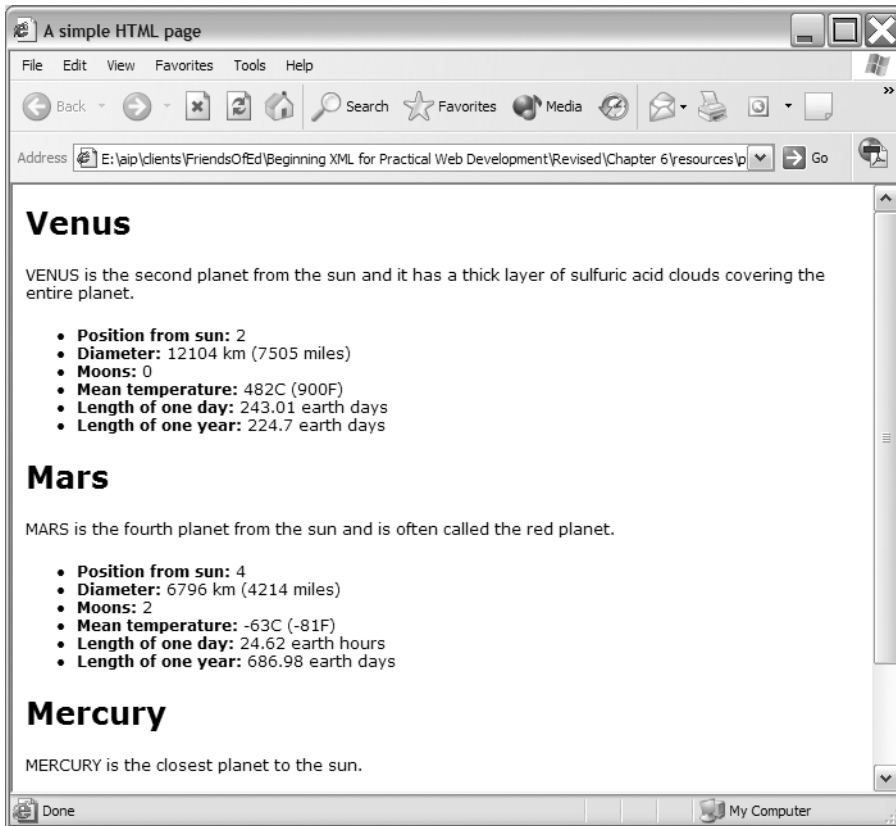 A simple HTML page
File Edit View Favorites Tools Help
Back Search Favorites Media
Address E:\aip\clients\FriendsOfEd\Beginning XML for Practical Web Development\Revised\Chapter 6\resources\p Go
Venus
VENUS is the second planet from the sun and it has a thick layer of sulfuric acid clouds covering the
entire planet.
• Position from sun: 2
• Diameter: 12104 km (7505 miles)
• Moons: 0
• Mean temperature: 482C (900F)
• Length of one day: 243.01 earth days
• Length of one year: 224.7 earth days
Mars
MARS is the fourth planet from the sun and is often called the red planet.
• Position from sun: 4
• Diameter: 6796 km (4214 miles)
• Moons: 2
• Mean temperature: -63C (-81F)
• Length of one day: 24.62 earth hours
• Length of one year: 686.98 earth days
Mercury
MERCURY is the closest planet to the sun.
Done My Computer